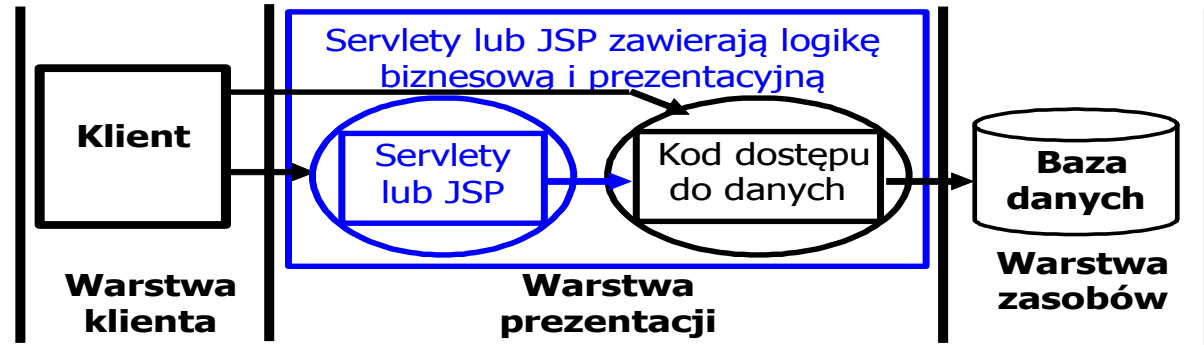 Servlety lub JSP zawierają logikę
biznesową i prezentacyjną
Klient
Servlety
lub JSP
Kod dostępu
do danych
Baza
danych
Warstwa
klienta
Warstwa
prezentacji
Warstwa
zasobów